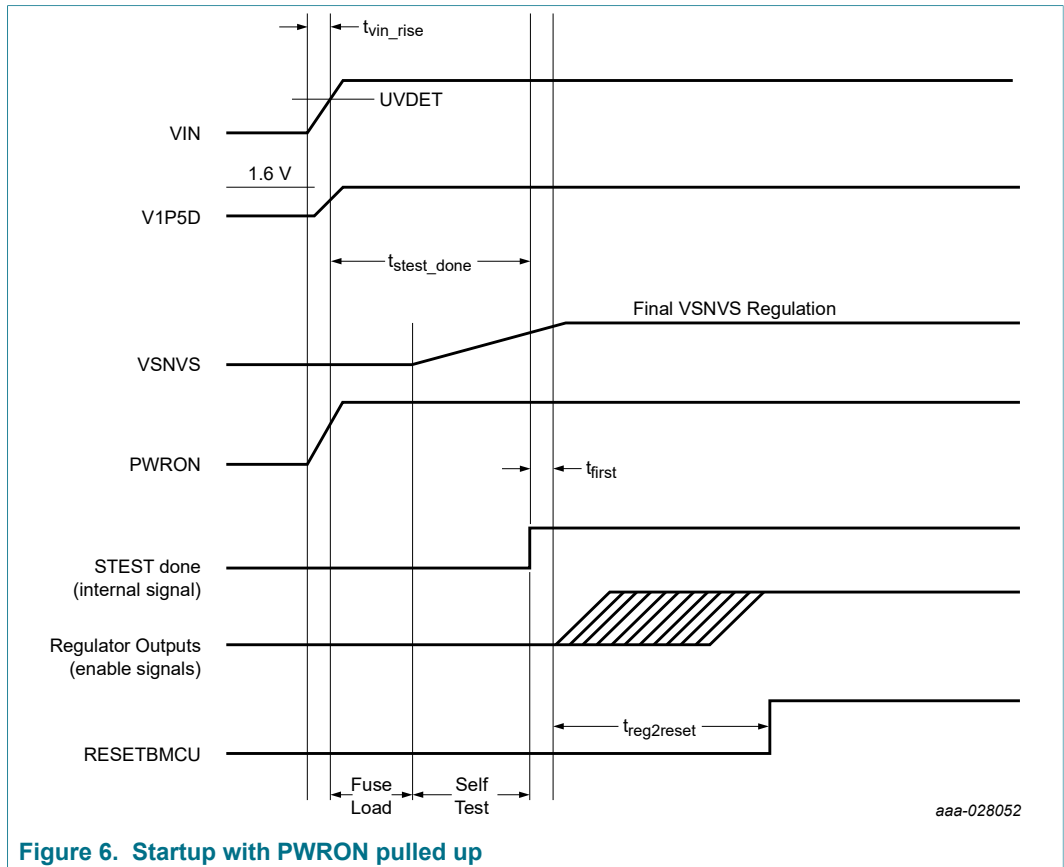 tvin_rise
UVDET
VIN
1.6 V
V1P5D
tstest_done
Final VSNVS Regulation
VSNVS
PWRON
tfirst
STEST done
(internal signal)
Regulator Outputs
(enable signals)
treg2reset
RESETBMCU
Fuse
Load
Self
Test
aaa-028052
Figure 6. Startup with PWRON pulled up